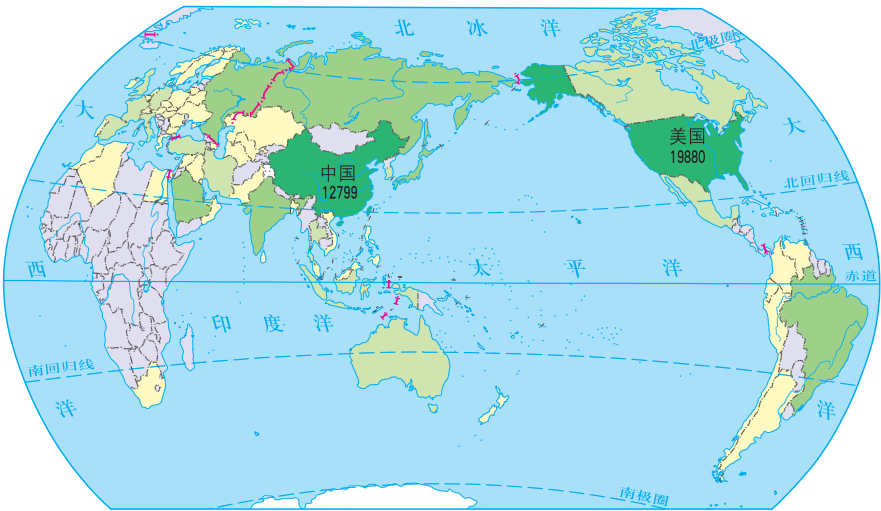 北冰洋
北极圈
大
大
美国
19880
中国
12799
北回归线
西
太平洋
西
赤道
印度洋
南回归线
洋
洋
南极圈